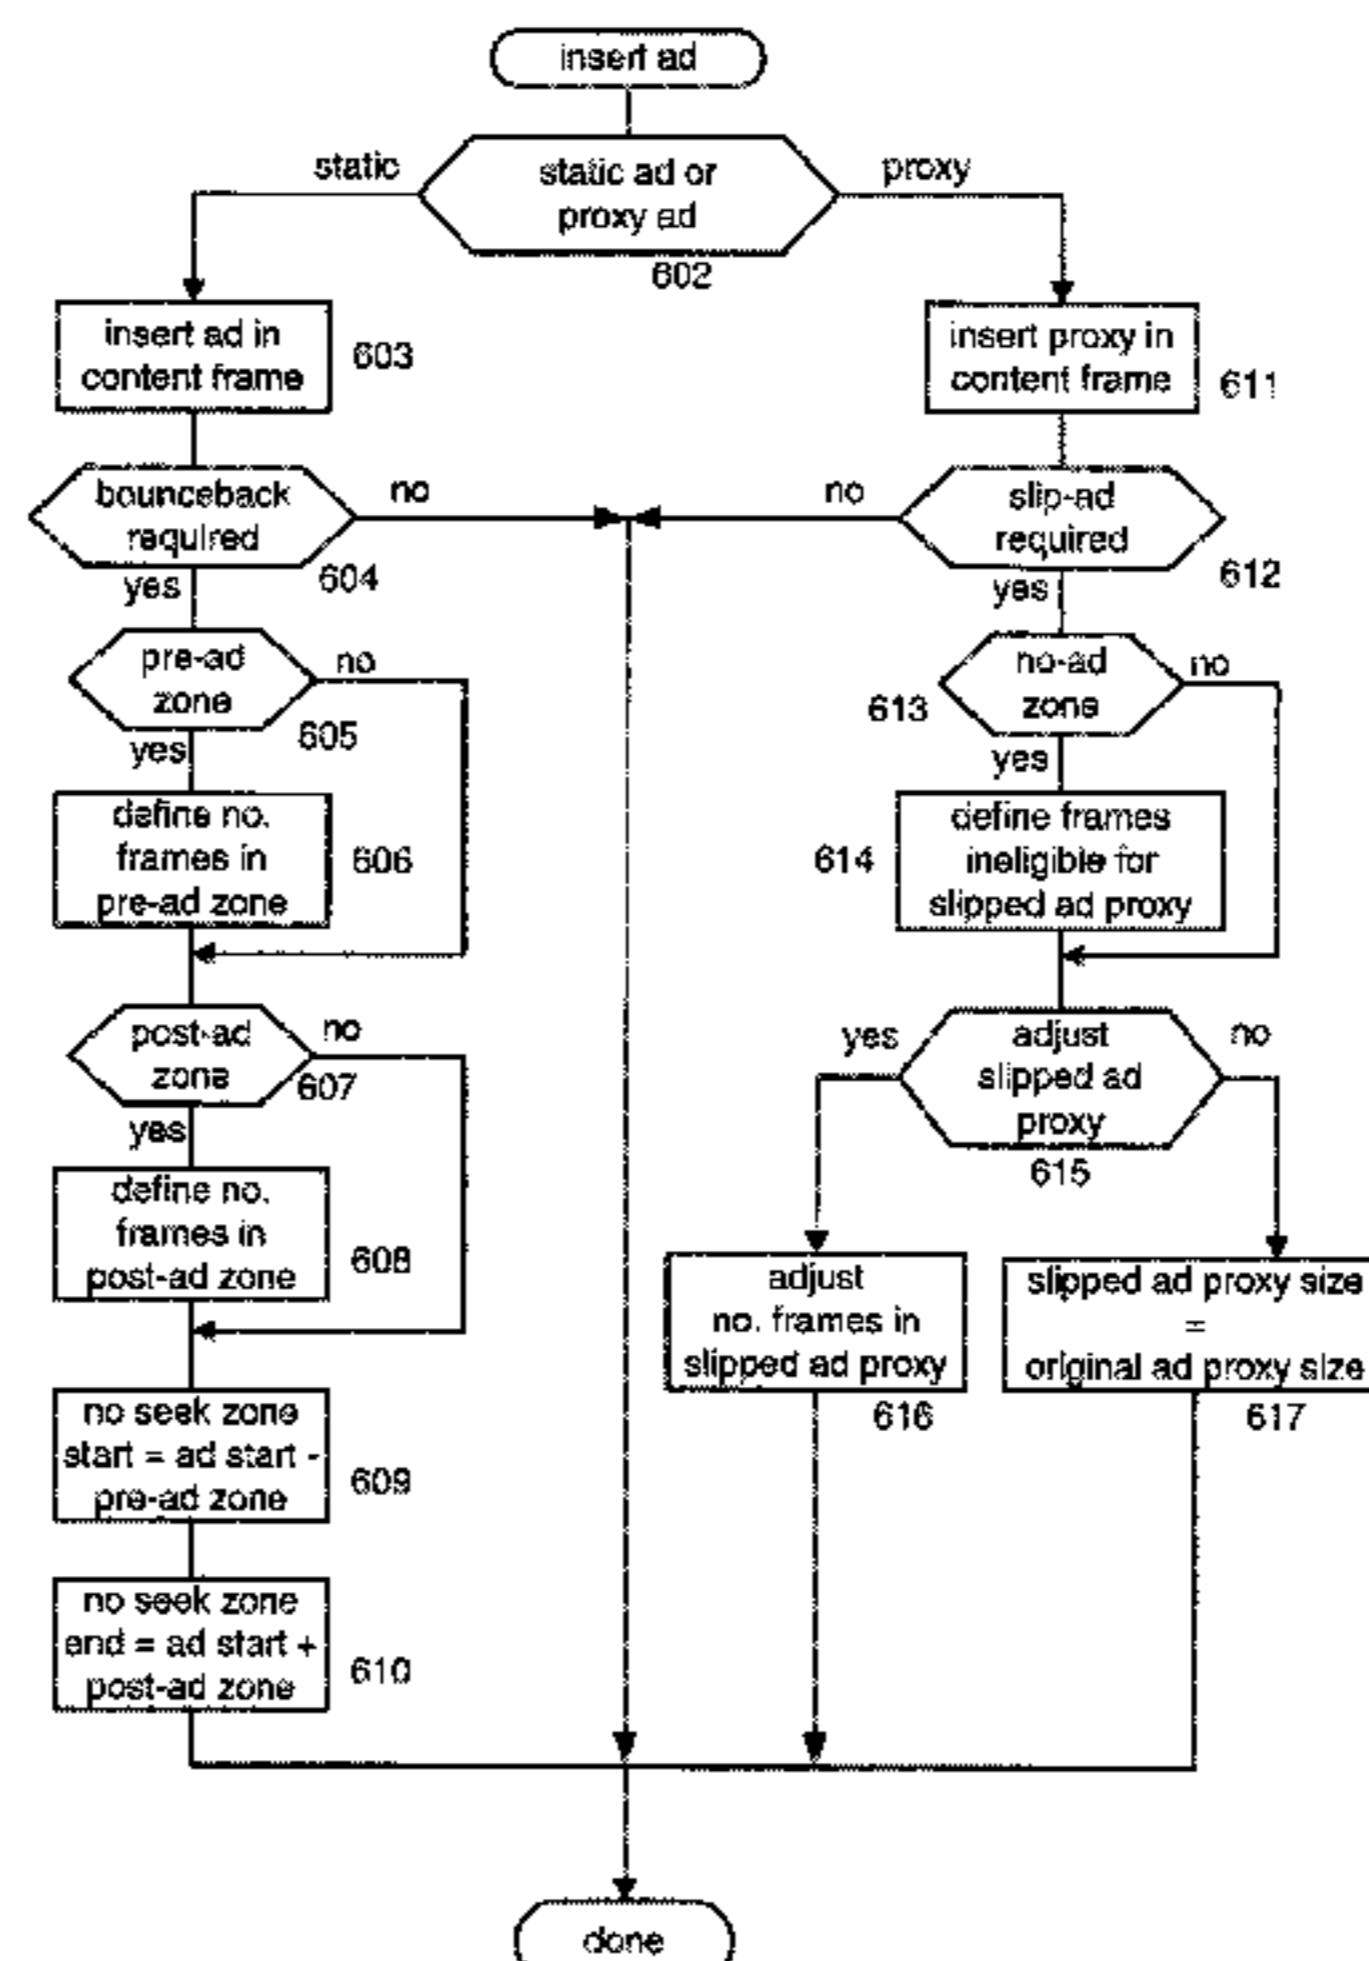 insert ad
static
static ad or
proxy ad
proxy
602
insert ad in
content frame
603
insert proxy in
content frame
611
bounceback
required
no
604
yes
no
slip-ad
required
612
yes
pre-ad
zone
no
605
yes
no-ad
zone
no
613
yes
define no.
frames in
pre-ad zone
606
define frames
ineligible for
slipped ad proxy
614
post-ad
zone
no
607
yes
yes
adjust
slipped ad
proxy
no
615
define no.
frames in
post-ad zone
608
adjust
no. frames in
slipped ad proxy
616
slipped ad proxy size
=
original ad proxy size
617
no seek zone
start = ad start -
pre-ad zone
609
no seek zone
end = ad start +
post-ad zone
610
done